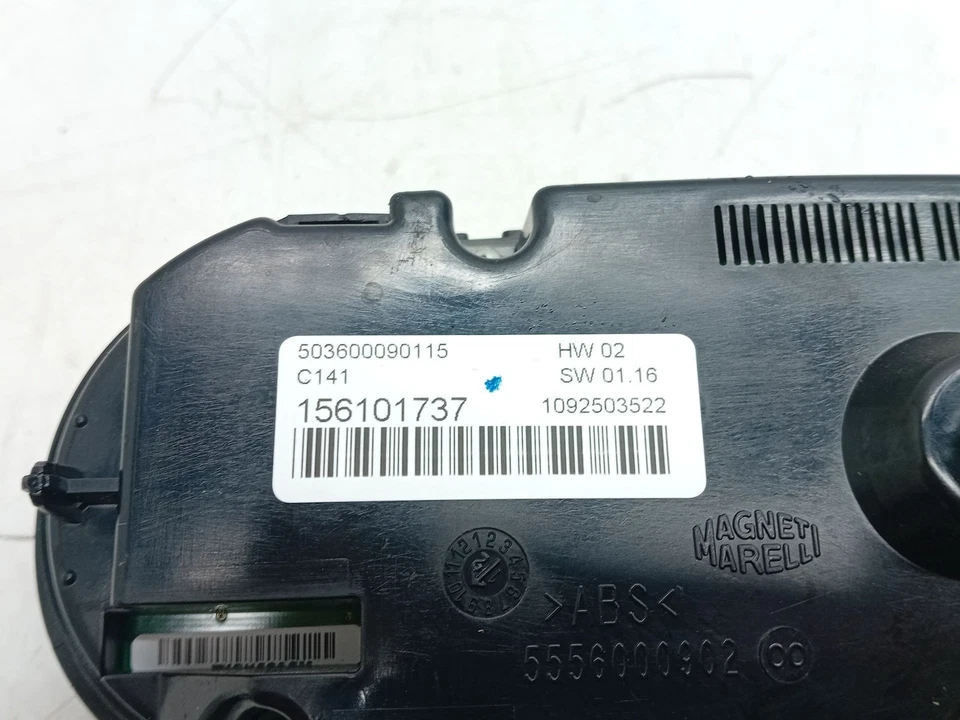 503600090115 HW 02
C141 SW 01.16
156101737 1092503522
MAGNETI
MARELLI
>ABS<
5556000902